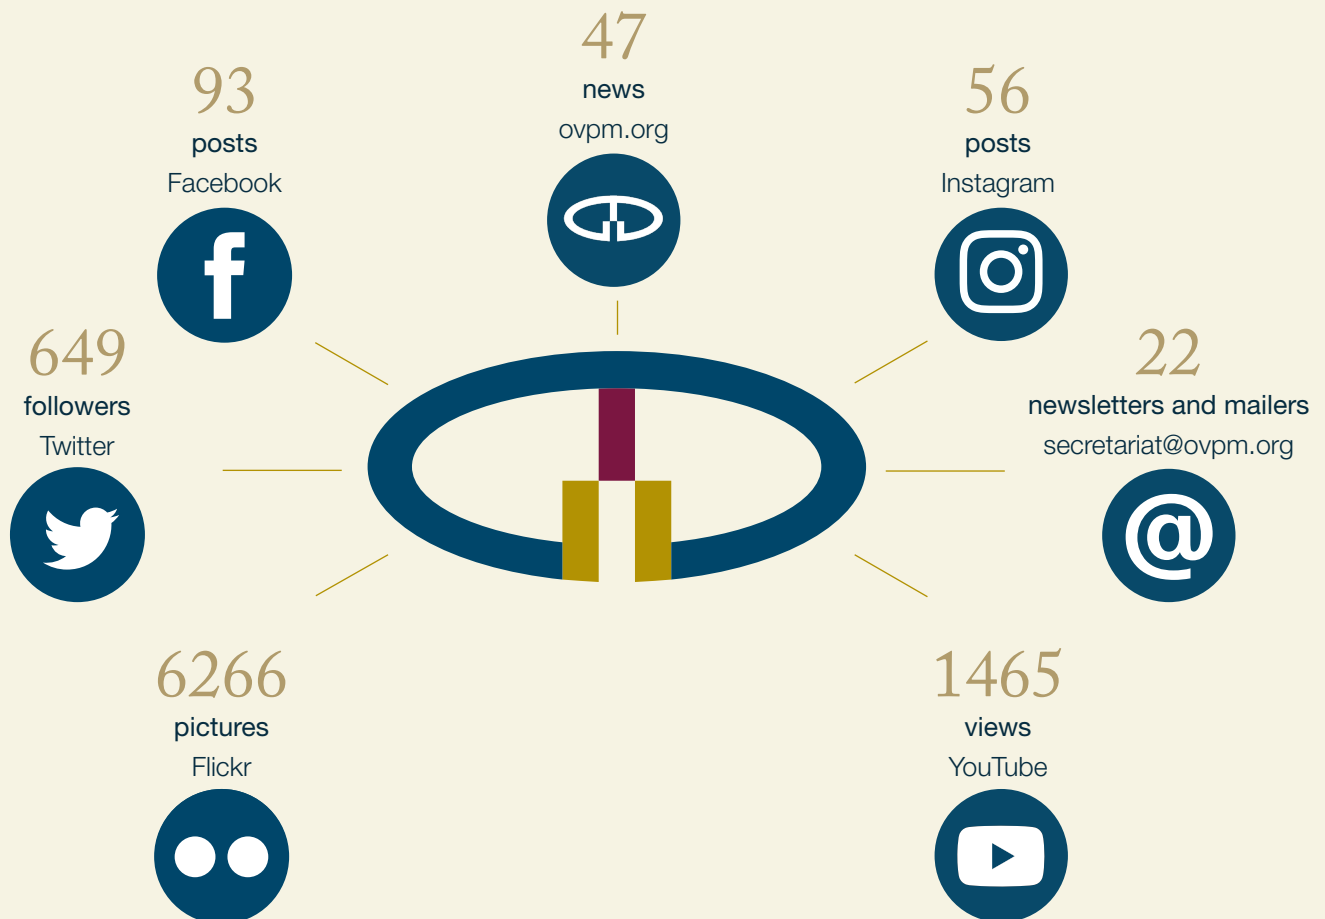 47
news
ovpm.org
93
posts
Facebook
56
posts
Instagram
649
followers
Twitter
22
newsletters and mailers
secretariat@ovpm.org
6266
pictures
Flickr
1465
views
YouTube